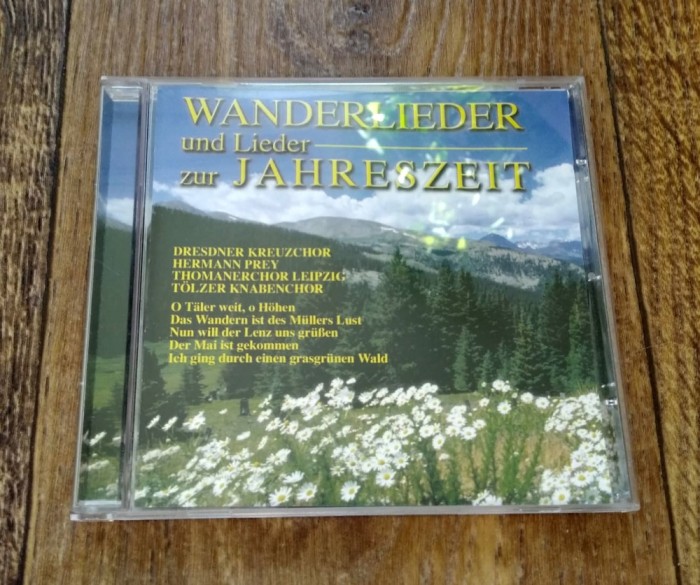 WANDERLIEDER
und Lieder
zur JAHRESZEIT
DRESDNER KREUZCHOR
HERMANN PREY
THOMANERCHOR LEIPZIG
TÖLZER KNABENCHOR
O Täler weit, o Höhen
Das Wandern ist des Müllers Lust
Nun will der Lenz uns grüßen
Der Mai ist gekommen
Ich ging durch einen grasgrünen Wald